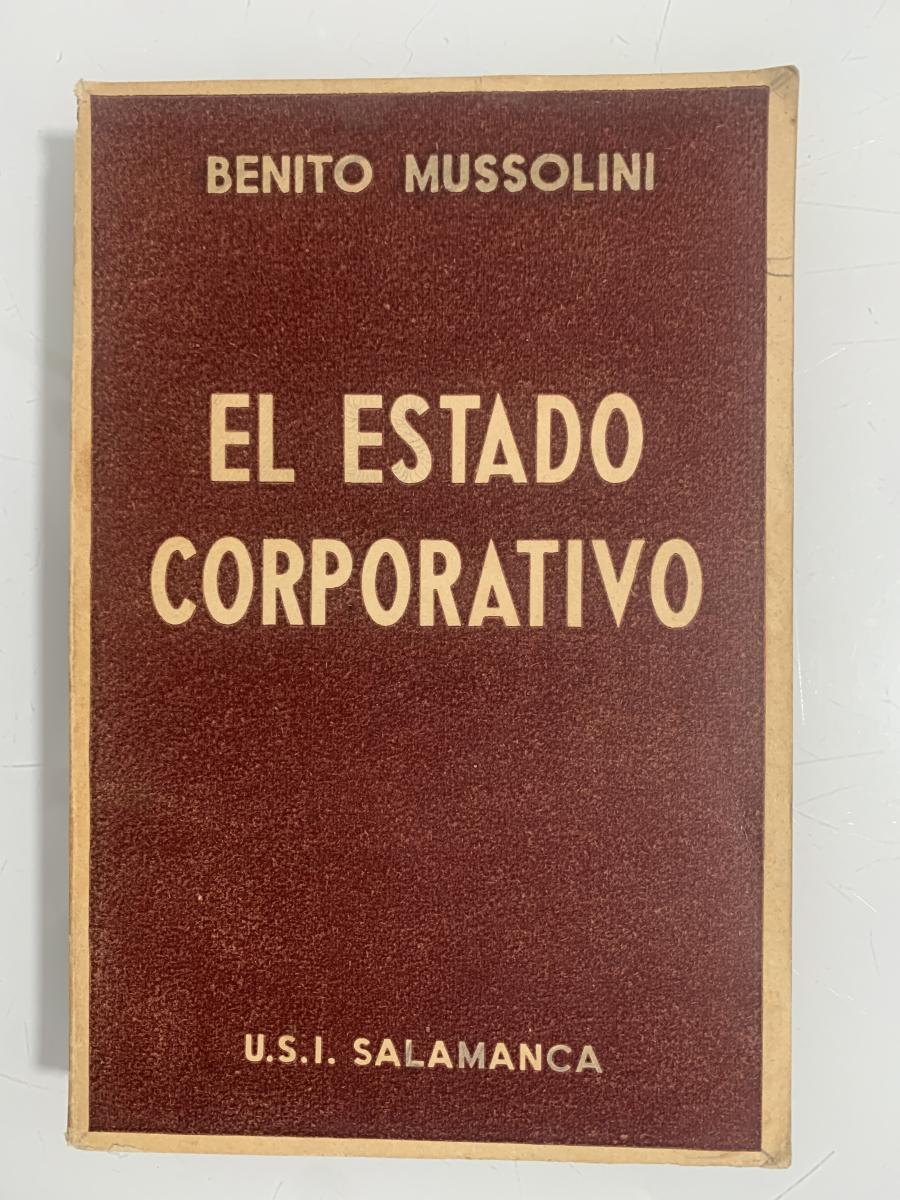 BENITO MUSSOLINI
EL ESTADO
CORPORATIVO
U.S.I. SALAMANCA